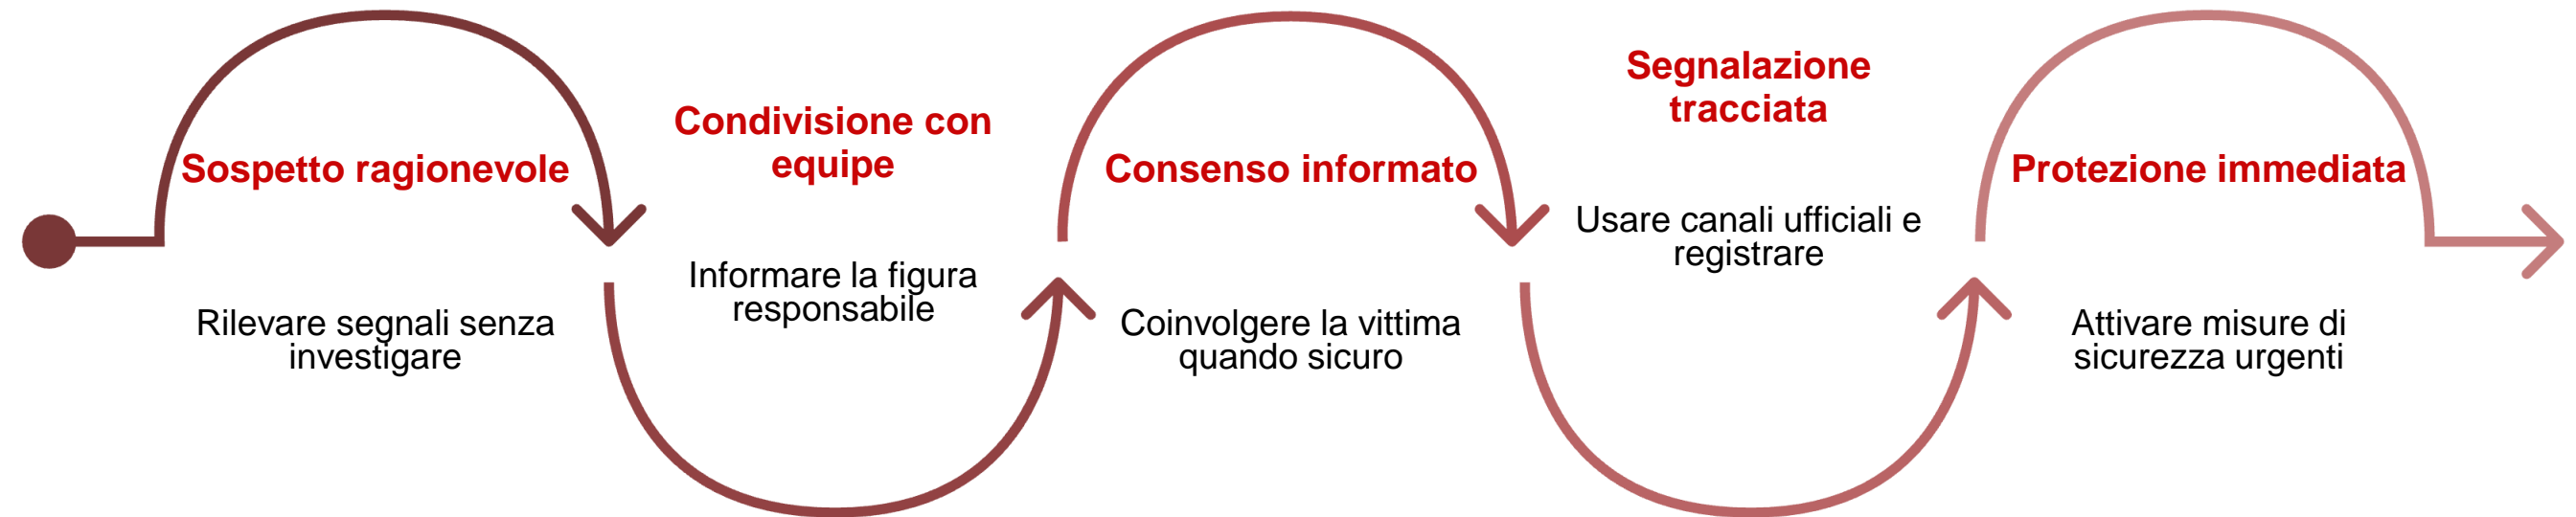 Sospetto ragionevole
Rilevare segnali senza
investigare
Condivisione con
equipe
Informare la figura
responsabile
Consenso informato
Coinvolgere la vittima
quando sicuro
Segnalazione
tracciata
Usare canali ufficiali e
registrare
Protezione immediata
Attivare misure di
sicurezza urgenti